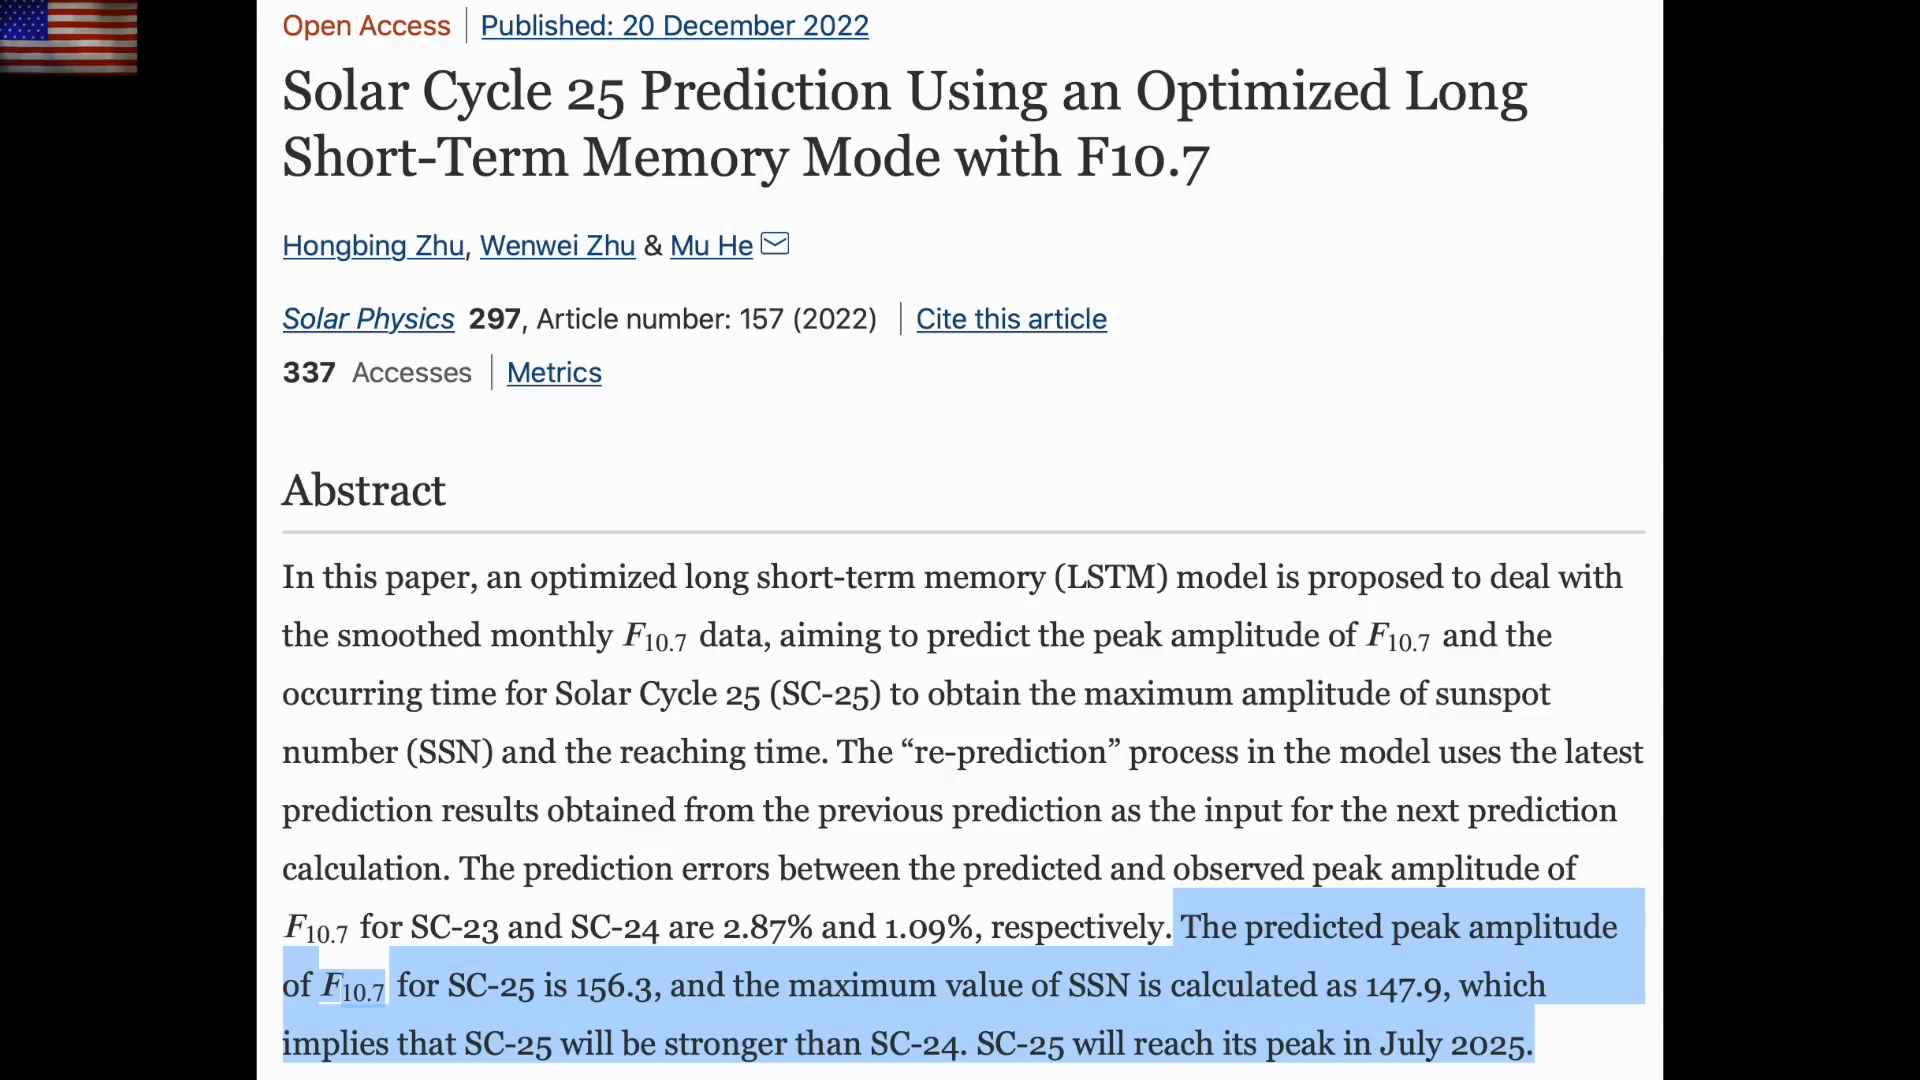 Open Access | Published: 20 December 2022
Solar Cycle 25 Prediction Using an Optimized Long
Short-Term Memory Mode with F10.7
Hongbing Zhu, Wenwei Zhu & Mu He
Solar Physics 297, Article number: 157 (2022) | Cite this article
337 Accesses | Metrics
Abstract
In this paper, an optimized long short-term memory (LSTM) model is proposed to deal with
the smoothed monthly F10.7 data, aiming to predict the peak amplitude of F10.7 and the
occurring time for Solar Cycle 25 (SC-25) to obtain the maximum amplitude of sunspot
number (SSN) and the reaching time. The “re-prediction” process in the model uses the latest
prediction results obtained from the previous prediction as the input for the next prediction
calculation. The prediction errors between the predicted and observed peak amplitude of
F10.7 for SC-23 and SC-24 are 2.87% and 1.09%, respectively. The predicted peak amplitude
of F10.7 for SC-25 is 156.3, and the maximum value of SSN is calculated as 147.9, which
implies that SC-25 will be stronger than SC-24. SC-25 will reach its peak in July 2025.